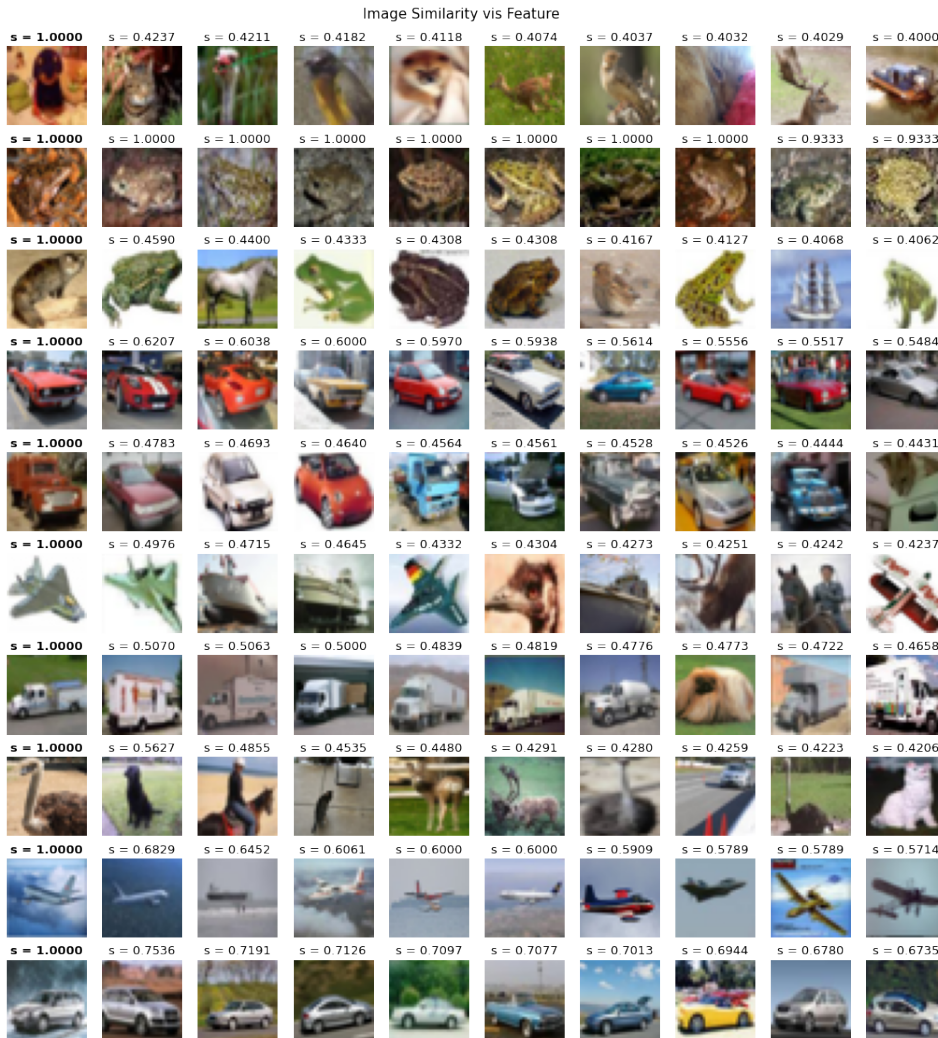 Image Similarity vis Feature
s = 1.0000 s = 0.4237 s = 0.4211 s = 0.4182 s = 0.4118 s = 0.4074 s = 0.4037 s = 0.4032 s = 0.4029 s = 0.4000
s = 1.0000 s = 1.0000 s = 1.0000 s = 1.0000 s = 1.0000 s = 1.0000 s = 1.0000 s = 1.0000 s = 0.9333 s = 0.9333
s = 1.0000 s = 0.4590 s = 0.4400 s = 0.4333 s = 0.4308 s = 0.4308 s = 0.4167 s = 0.4127 s = 0.4068 s = 0.4062
s = 1.0000 s = 0.6207 s = 0.6038 s = 0.6000 s = 0.5970 s = 0.5938 s = 0.5614 s = 0.5556 s = 0.5517 s = 0.5484
s = 1.0000 s = 0.4783 s = 0.4693 s = 0.4640 s = 0.4564 s = 0.4561 s = 0.4528 s = 0.4526 s = 0.4444 s = 0.4431
s = 1.0000 s = 0.4976 s = 0.4715 s = 0.4645 s = 0.4332 s = 0.4304 s = 0.4273 s = 0.4251 s = 0.4242 s = 0.4237
s = 1.0000 s = 0.5070 s = 0.5063 s = 0.5000 s = 0.4839 s = 0.4819 s = 0.4776 s = 0.4773 s = 0.4722 s = 0.4658
s = 1.0000 s = 0.5627 s = 0.4855 s = 0.4535 s = 0.4480 s = 0.4291 s = 0.4280 s = 0.4259 s = 0.4223 s = 0.4206
s = 1.0000 s = 0.6829 s = 0.6452 s = 0.6061 s = 0.6000 s = 0.6000 s = 0.5909 s = 0.5789 s = 0.5789 s = 0.5714
s = 1.0000 s = 0.7536 s = 0.7191 s = 0.7126 s = 0.7097 s = 0.7077 s = 0.7013 s = 0.6944 s = 0.6780 s = 0.6735